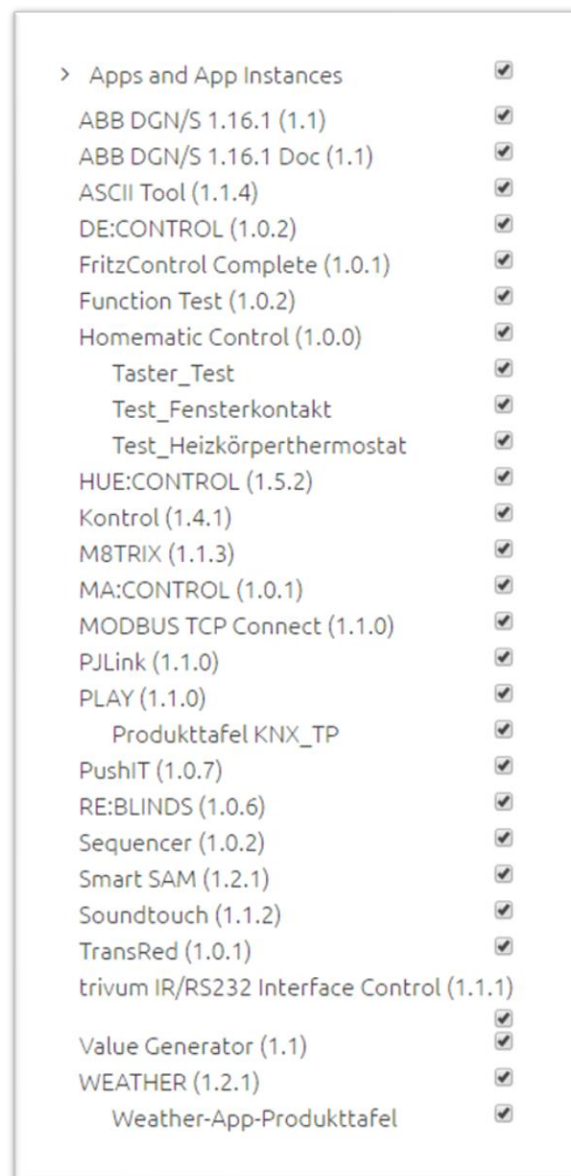 > Apps and App Instances
ABB DGN/S 1.16.1 (1.1)
ABB DGN/S 1.16.1 Doc (1.1)
ASCII Tool (1.1.4)
DE:CONTROL (1.0.2)
FritzControl Complete (1.0.1)
Function Test (1.0.2)
Homematic Control (1.0.0)
Taster_Test
Test_Fensterkontakt
Test_Heizkörperthermostat
HUE:CONTROL (1.5.2)
Kontrol (1.4.1)
M8TRIX (1.1.3)
MA:CONTROL (1.0.1)
MODBUS TCP Connect (1.1.0)
PJLink (1.1.0)
PLAY (1.1.0)
Produkttafel KNX_TP
PushIT (1.0.7)
RE:BLINDS (1.0.6)
Sequencer (1.0.2)
Smart SAM (1.2.1)
Soundtouch (1.1.2)
TransRed (1.0.1)
trivum IR/RS232 Interface Control (1.1.1)
Value Generator (1.1)
WEATHER (1.2.1)
Weather-App-Produkttafel